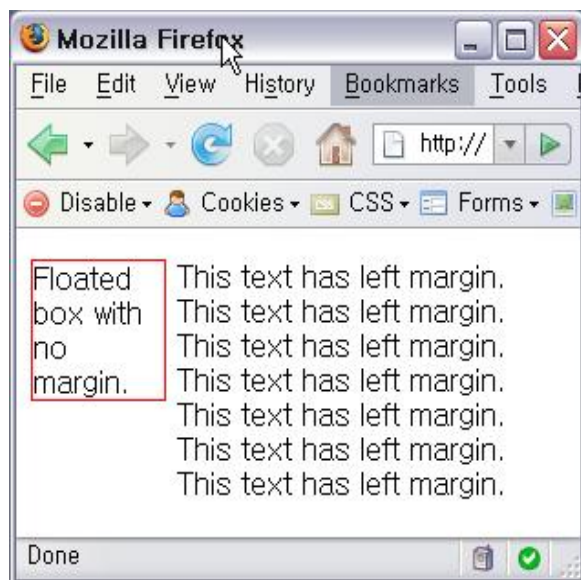 Mozilla Firefox
File Edit View History Bookmarks Tools
http://
Disable Cookies CSS Forms
Floated
box with
no
margin.
This text has left margin.
This text has left margin.
This text has left margin.
This text has left margin.
This text has left margin.
This text has left margin.
This text has left margin.
Done